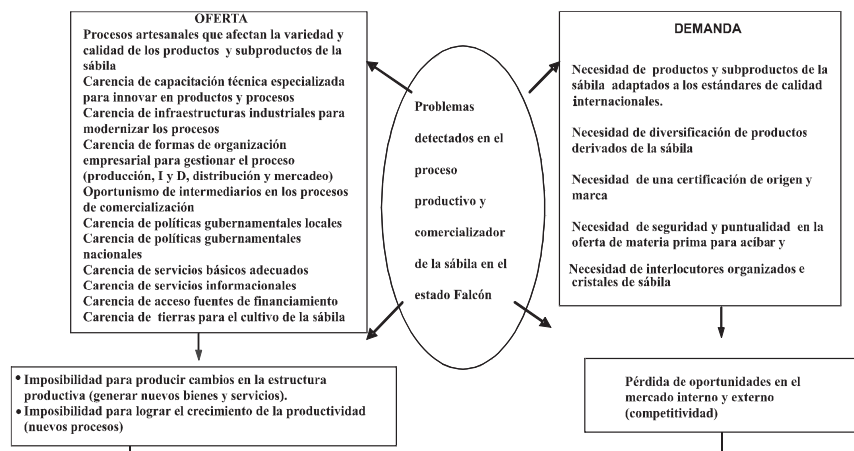 OFERTA
Procesos artesanales que afectan la variedad y
calidad de los productos y subproductos de la
sábila
Carencia de capacitación técnica especializada
para innovar en productos y procesos
Carencia de infraestructuras industriales para
modernizar los procesos
Carencia de formas de organización
empresarial para gestionar el proceso
(producción, I y D, distribución y mercadeo)
Oportunismo de intermediarios en los procesos
de comercialización
Carencia de políticas gubernamentales locales
Carencia de políticas gubernamentales
nacionales
Carencia de servicios básicos adecuados
Carencia de servicios informacionales
Carencia de acceso fuentes de financiamiento
Carencia de tierras para el cultivo de la sábila
Problemas
detectados en el
proceso
productivo y
comercializador
de la sábila en el
estado Falcón
DEMANDA
Necesidad de productos y subproductos de la
sábila adaptados a los estándares de calidad
internacionales.
Necesidad de diversificación de productos
derivados de la sábila
Necesidad de una certificación de origen y
marca
Necesidad de seguridad y puntualidad en la
oferta de materia prima para acíbar y
Necesidad de interlocutores organizados e
cristales de sábila
• Imposibilidad para producir cambios en la estructura
productiva (generar nuevos bienes y servicios).
• Imposibilidad para lograr el crecimiento de la productividad
(nuevos procesos)
Pérdida de oportunidades en el
mercado interno y externo
(competitividad)